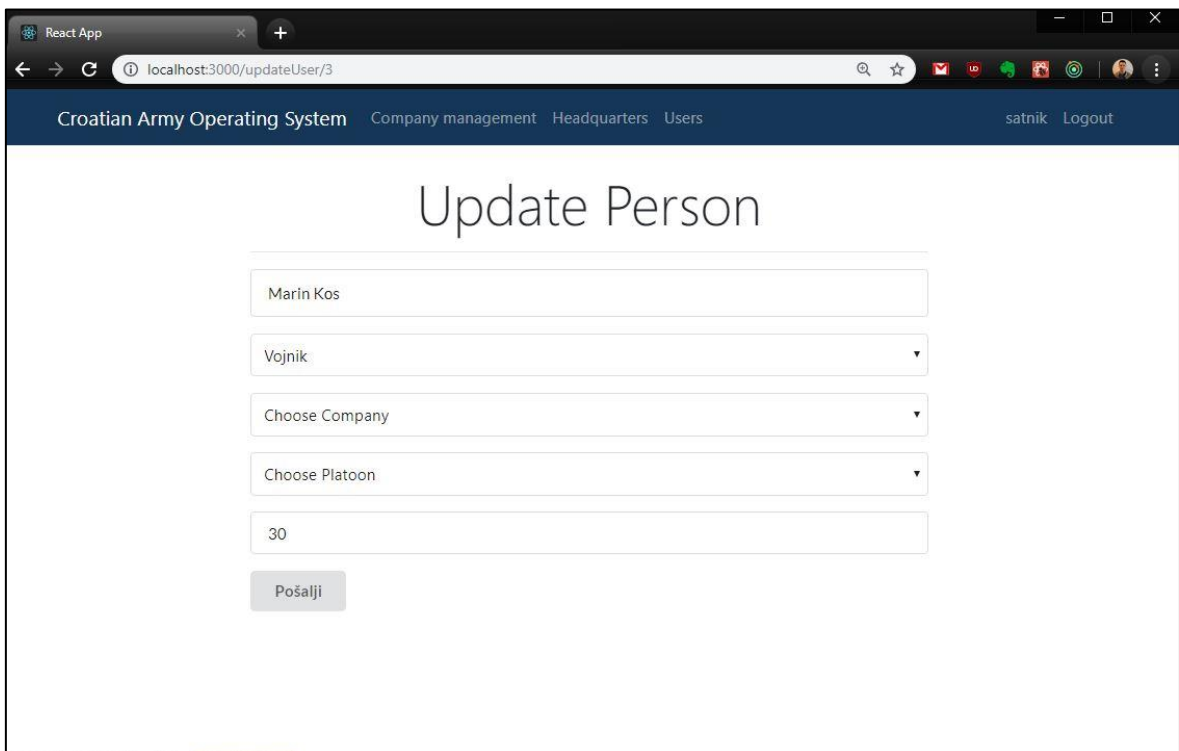 React App
localhost:3000/updateUser/3
Croatian Army Operating System Company management Headquarters Users satnik Logout
Update Person
Marin Kos
Vojnik
Choose Company
Choose Platoon
30
Pošalji